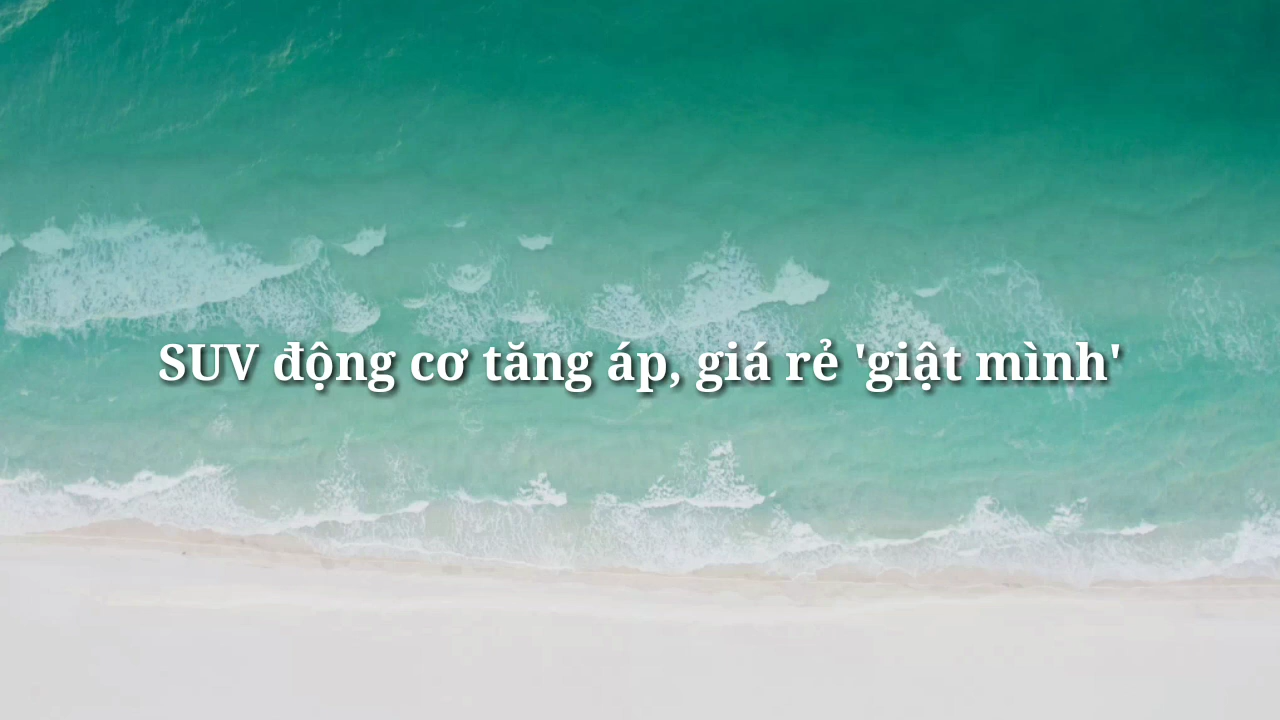 SUV động cơ tăng áp, giá rẻ 'giật mình'